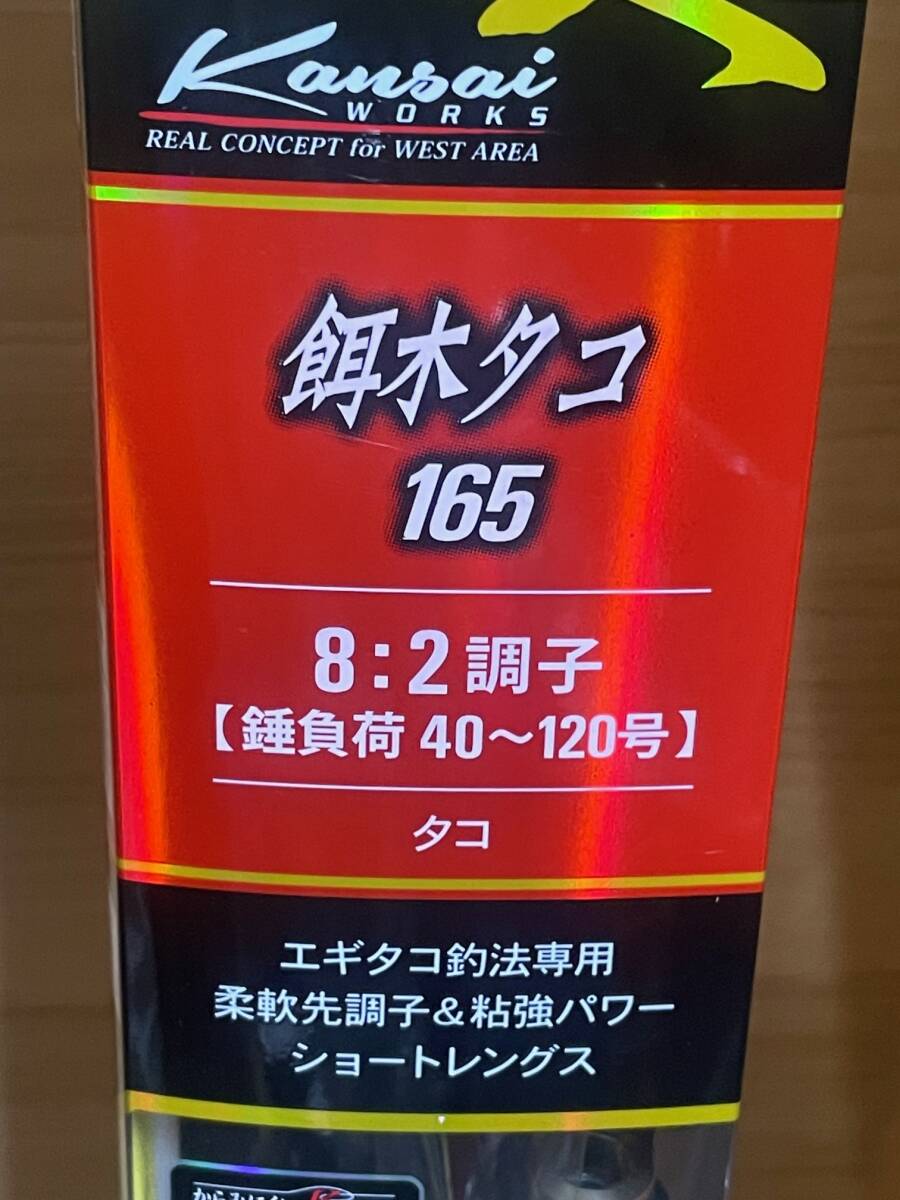 Kansai
WORKS
REAL CONCEPT for WEST AREA
餌木タコ
165
8:2調子
【錘負荷 40〜120号】
タコ
エギタコ釣法専用
柔軟先調子&粘強パワー
ショートレングス